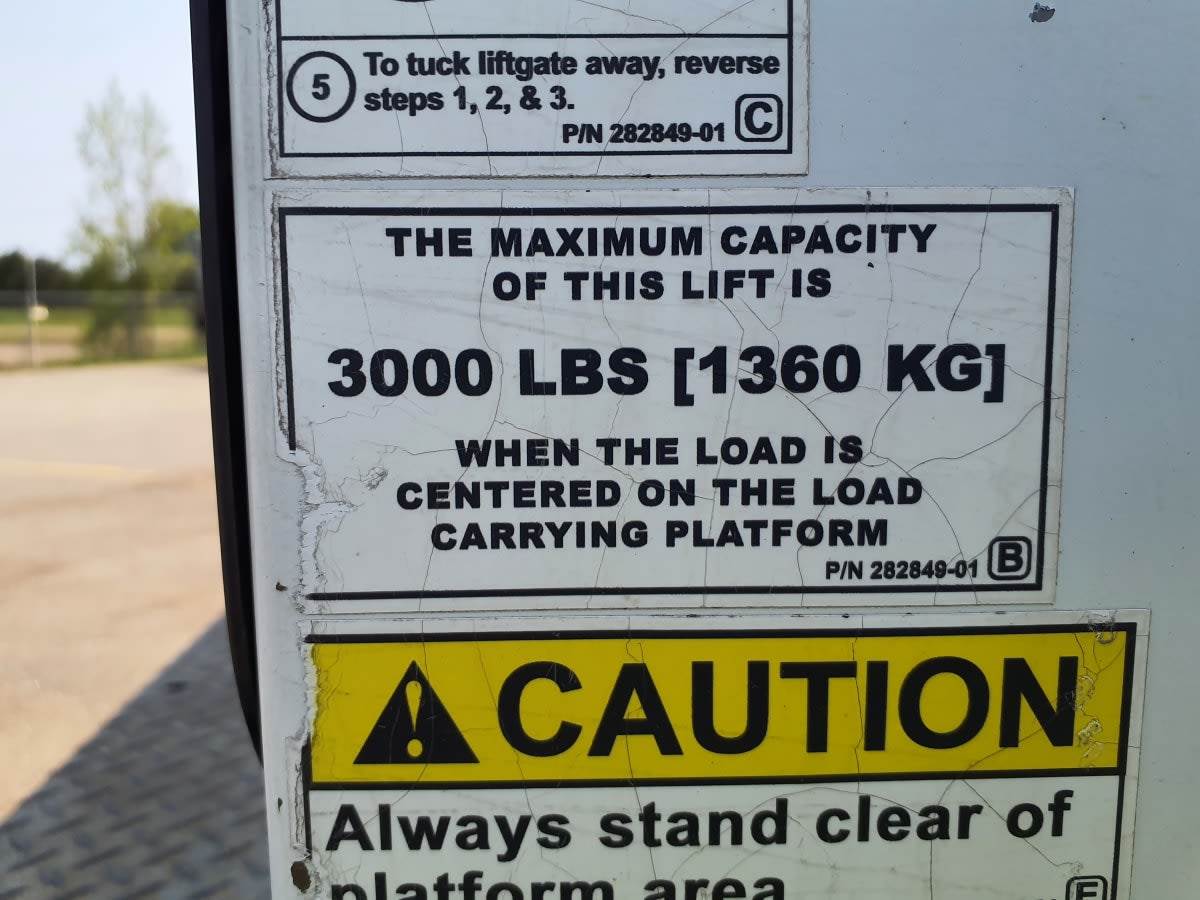 5 To tuck liftgate away, reverse
steps 1, 2, & 3.
P/N 282849-01 C
THE MAXIMUM CAPACITY
OF THIS LIFT IS
3000 LBS [1360 KG]
WHEN THE LOAD IS
CENTERED ON THE LOAD
CARRYING PLATFORM
P/N 282849-01 B
CAUTION
Always stand clear of
platform area
E